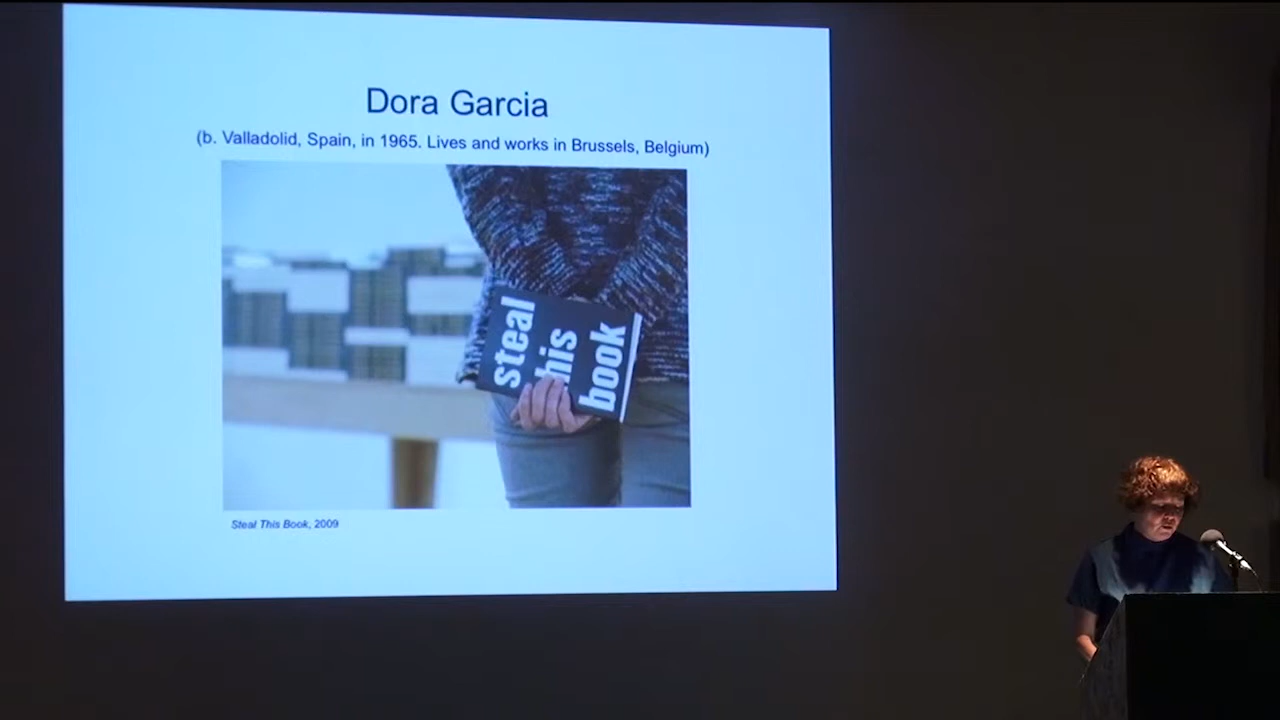 Dora Garcia
(b. Valladolid, Spain, in 1965. Lives and works in Brussels, Belgium)
steal
this
book
Steal This Book, 2009